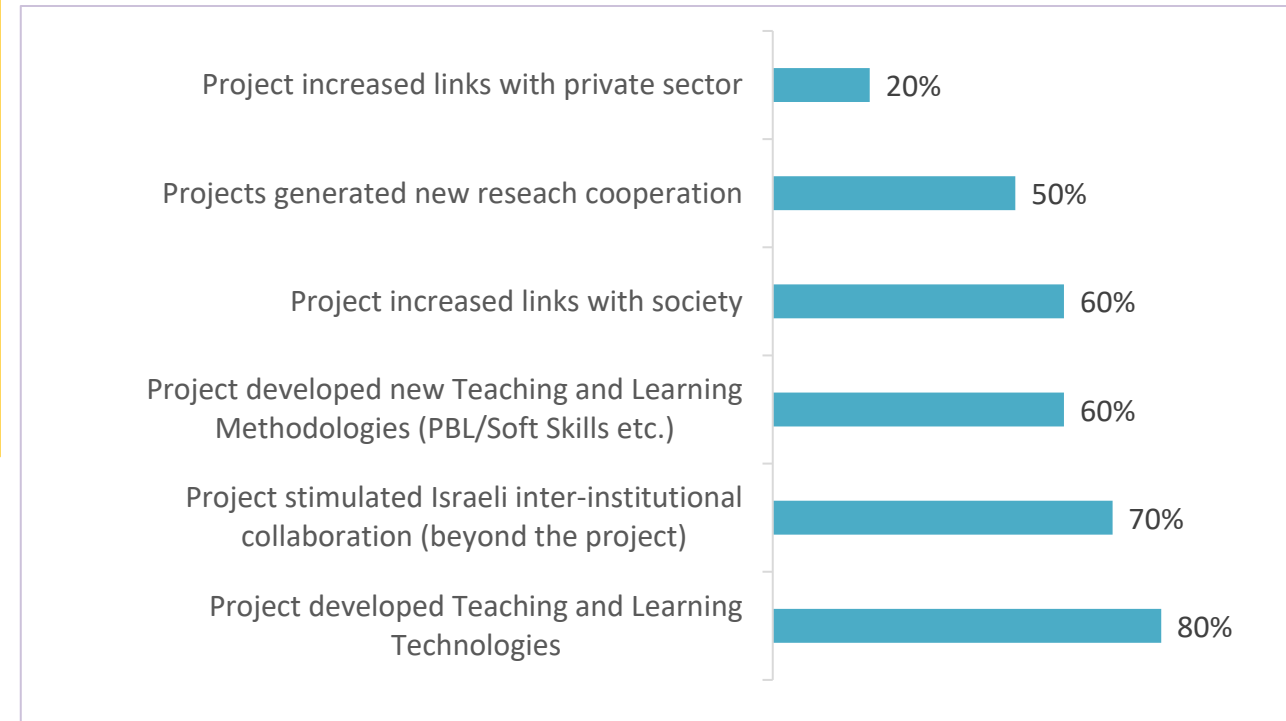 Project increased links with private sector
20%
Projects generated new reseach cooperation
50%
Project increased links with society
60%
Project developed new Teaching and Learning
Methodologies (PBL/Soft Skills etc.)
60%
Project stimulated Israeli inter-institutional
collaboration (beyond the project)
70%
Project developed Teaching and Learning
Technologies
80%